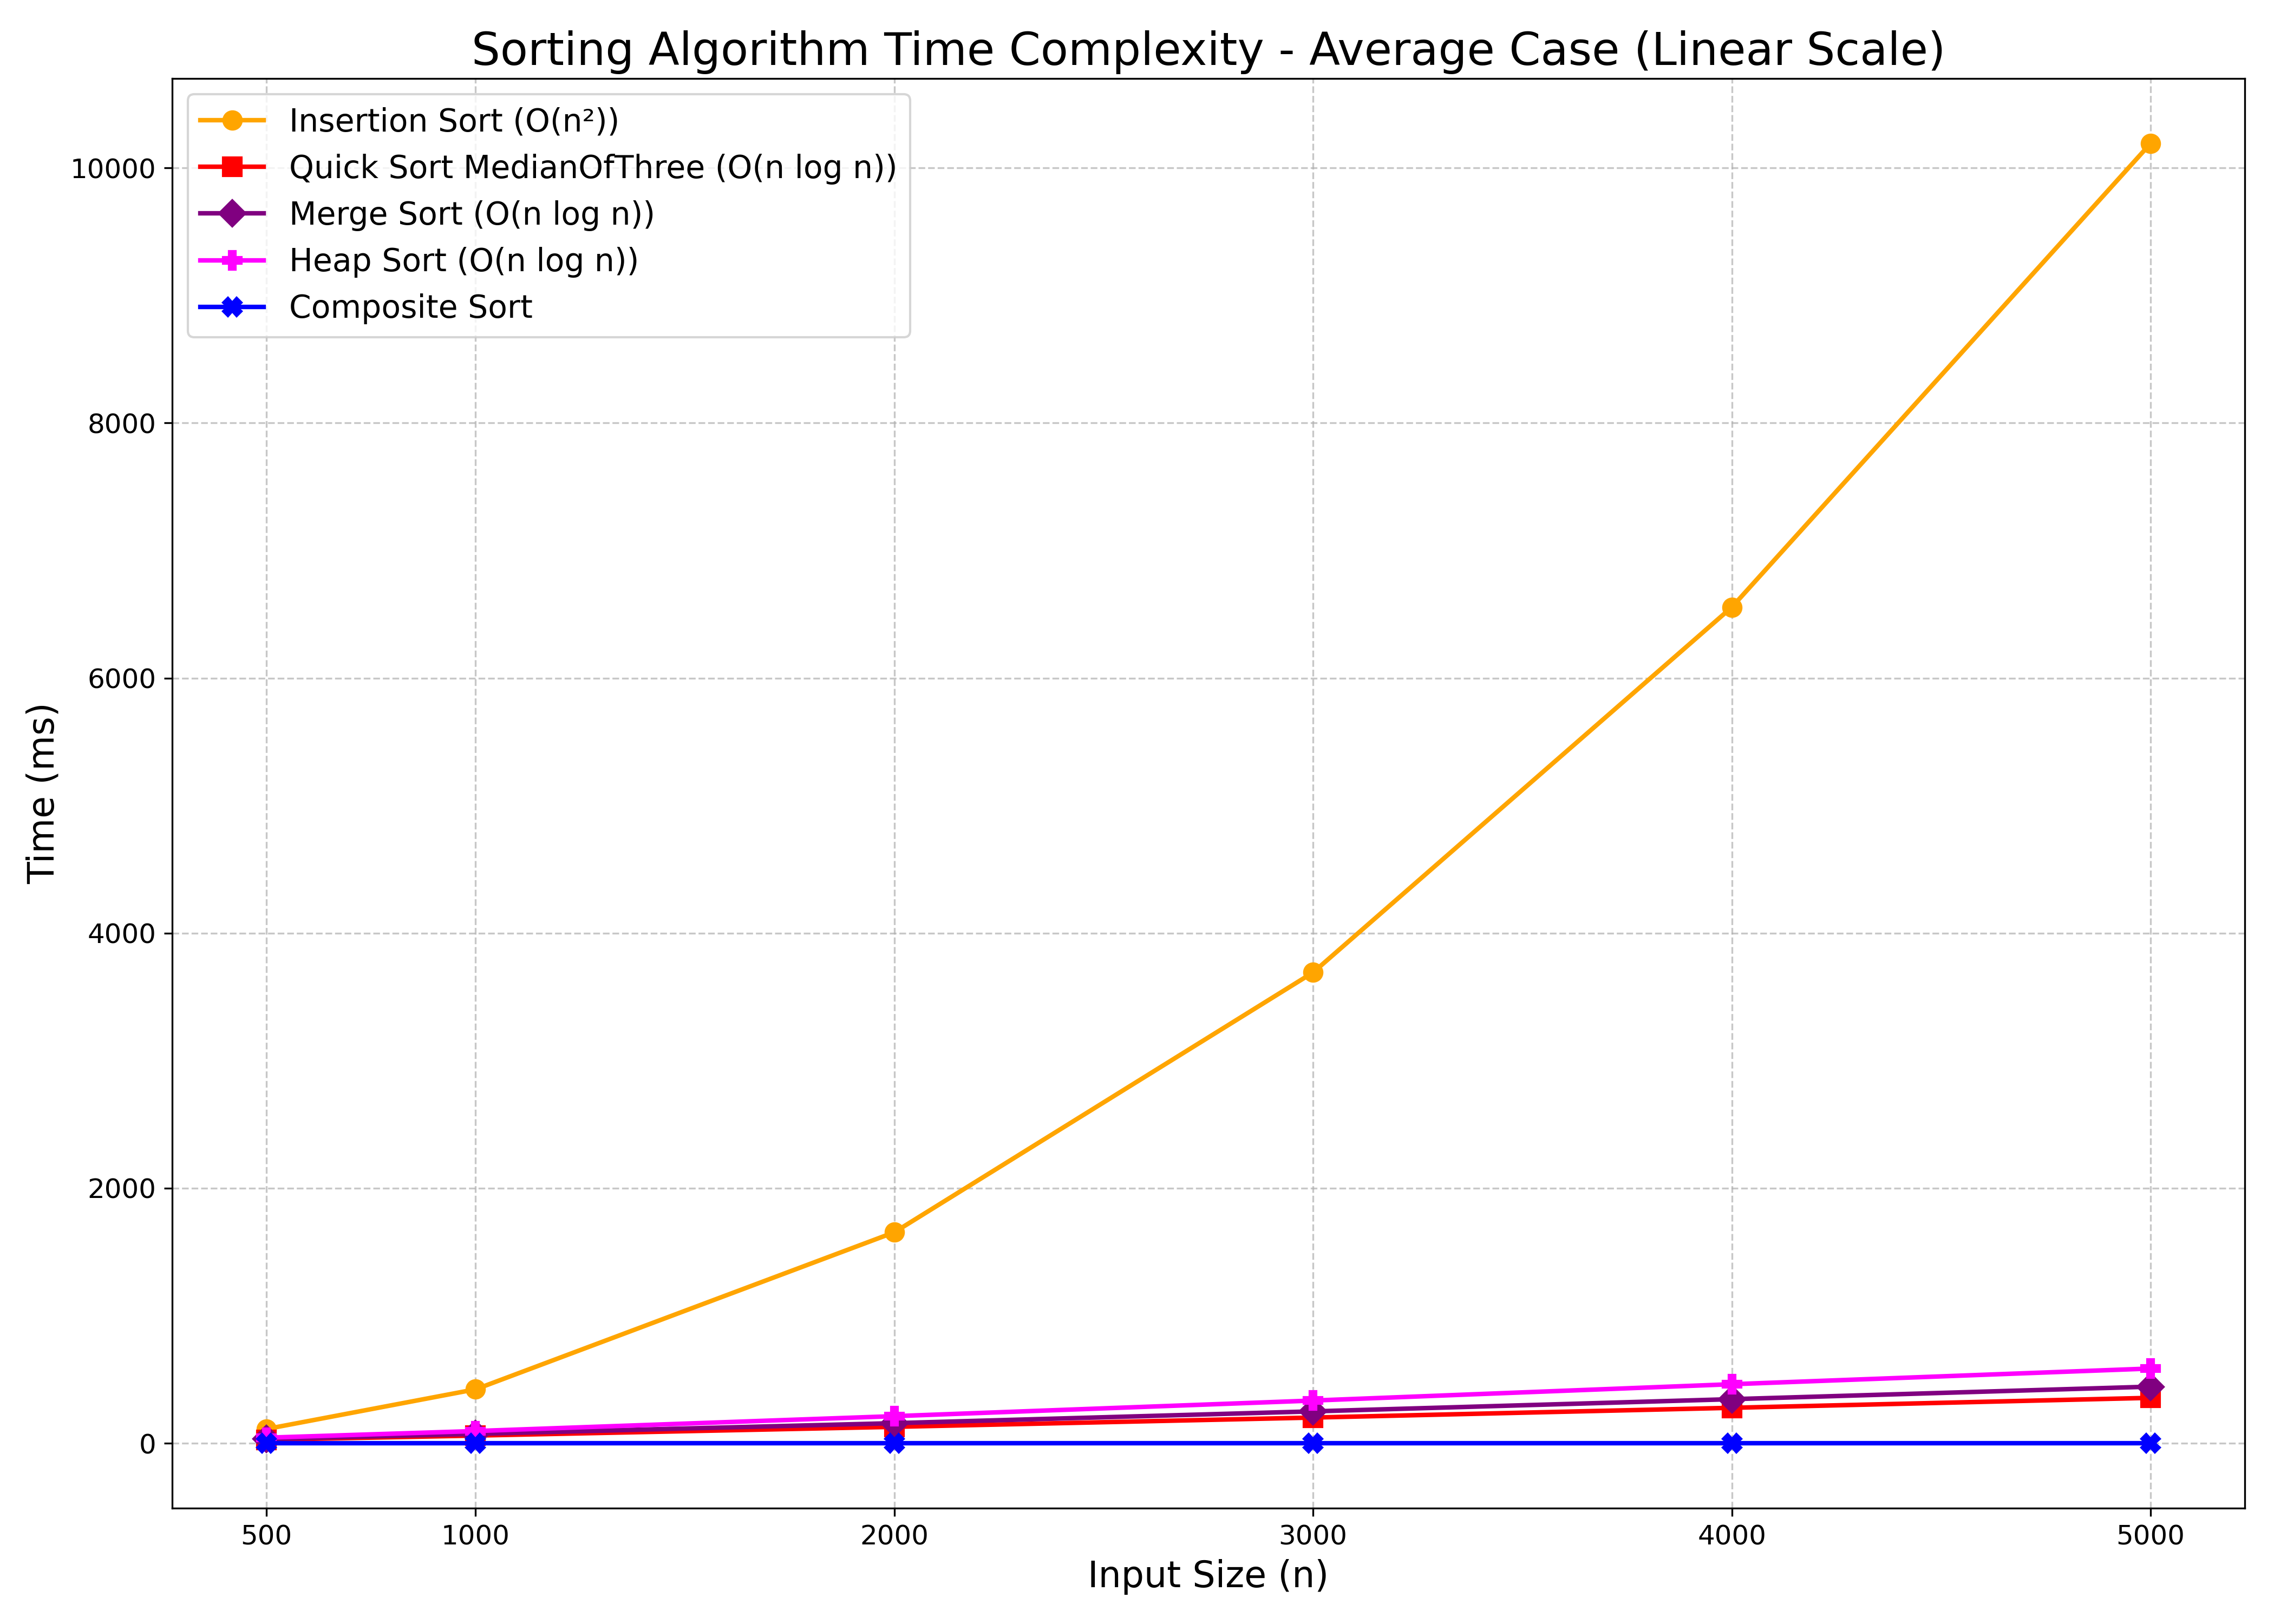 Sorting Algorithm Time Complexity - Average Case (Linear Scale)
Insertion Sort (O(n²))
Quick Sort MedianOfThree (O(n log n))
Merge Sort (O(n log n))
Heap Sort (O(n log n))
Composite Sort
10000
8000
6000
4000
2000
0
Time (ms)
500 1000 2000 3000 4000 5000
Input Size (n)